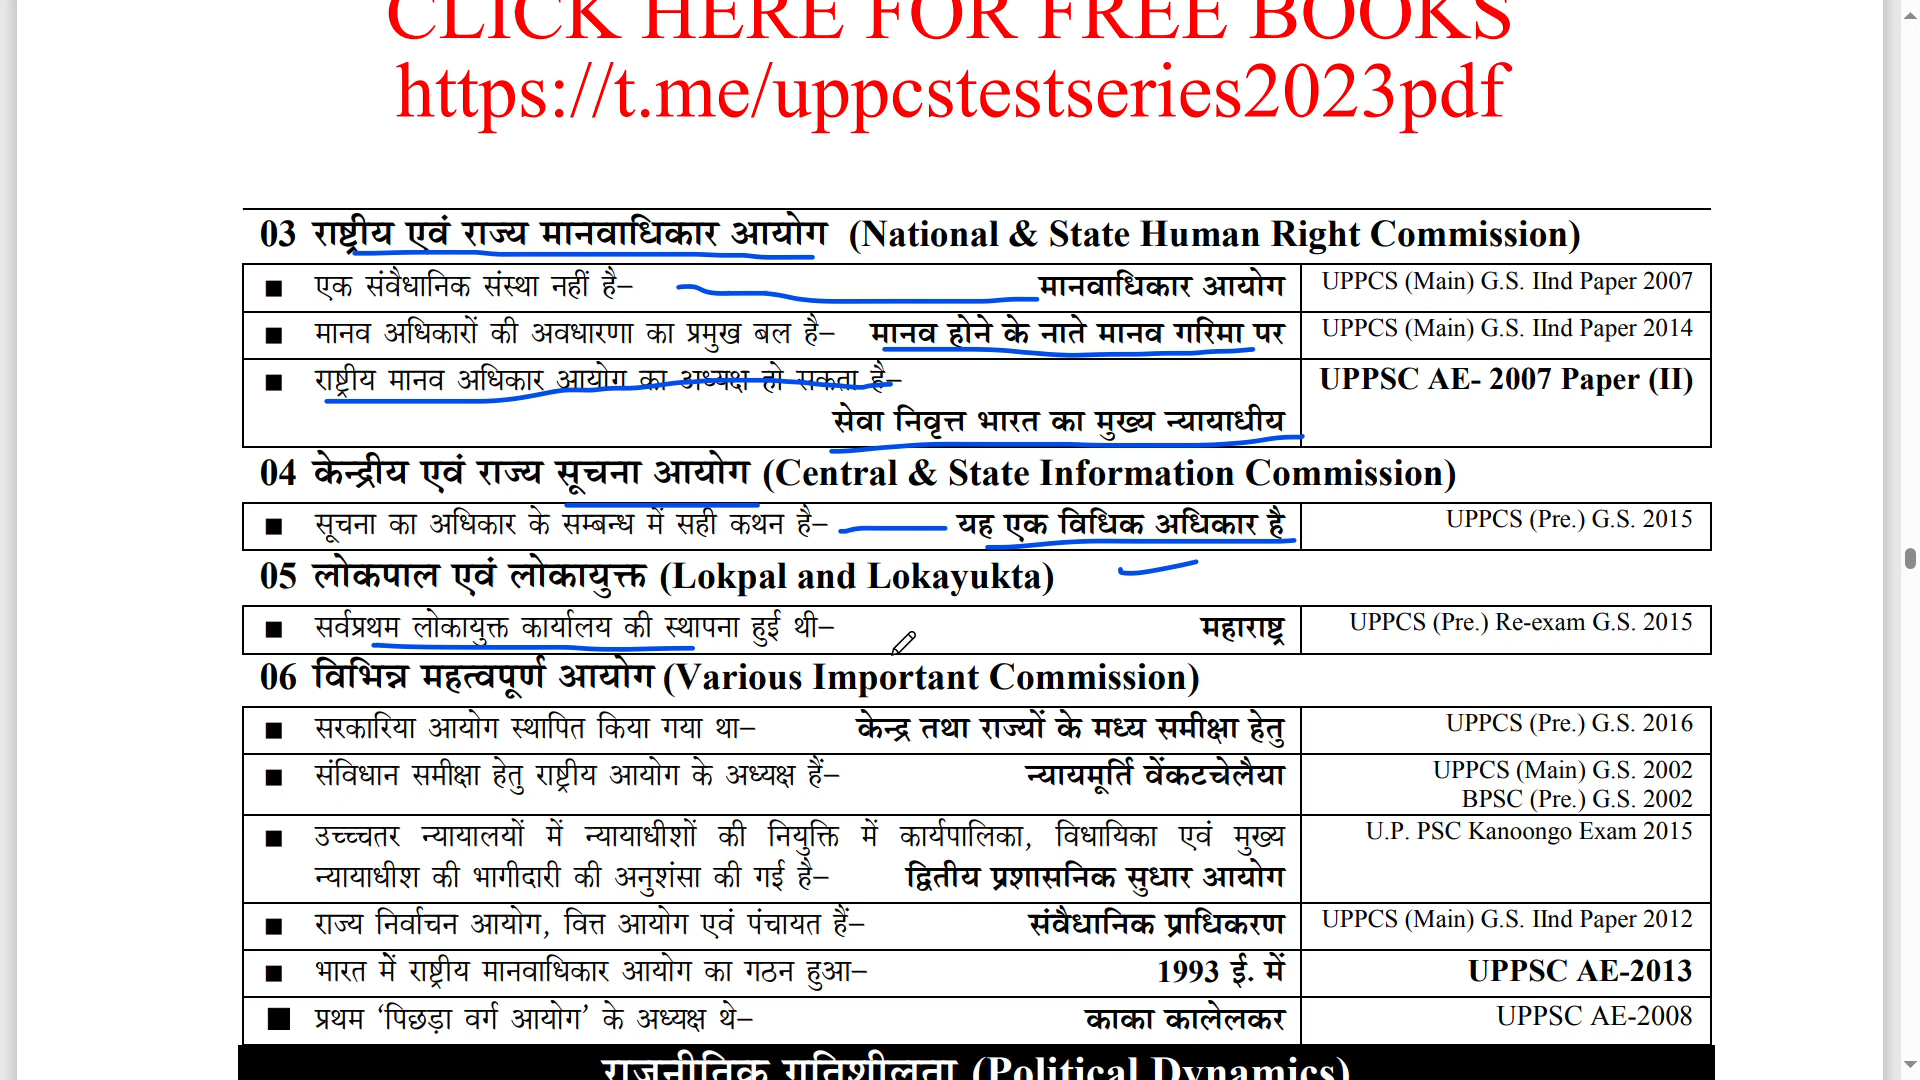 CLICK HERE FOR FREE BOOKS
https://t.me/uppcstestseries2023pdf
03 राष्ट्रीय एवं राज्य मानवाधिकार आयोग (National & State Human Right Commission)
■ एक संवैधानिक संस्था नहीं है– मानवाधिकार आयोग UPPCS (Main) G.S. IInd Paper 2007
■ मानव अधिकारों की अवधारणा का प्रमुख बल है– मानव होने के नाते मानव गरिमा पर UPPCS (Main) G.S. IInd Paper 2014
■ राष्ट्रीय मानव अधिकार आयोग का अध्यक्ष हो सकता है– UPPSC AE- 2007 Paper (II)
सेवा निवृत्त भारत का मुख्य न्यायाधीय
04 केन्द्रीय एवं राज्य सूचना आयोग (Central & State Information Commission)
■ सूचना का अधिकार के सम्बन्ध में सही कथन है– यह एक विधिक अधिकार है UPPCS (Pre.) G.S. 2015
05 लोकपाल एवं लोकायुक्त (Lokpal and Lokayukta)
■ सर्वप्रथम लोकायुक्त कार्यालय की स्थापना हुई थी– महाराष्ट्र UPPCS (Pre.) Re-exam G.S. 2015
06 विभिन्न महत्वपूर्ण आयोग (Various Important Commission)
■ सरकारिया आयोग स्थापित किया गया था– केन्द्र तथा राज्यों के मध्य समीक्षा हेतु UPPCS (Pre.) G.S. 2016
■ संविधान समीक्षा हेतु राष्ट्रीय आयोग के अध्यक्ष हैं– न्यायमूर्ति वेंकटचेलैया UPPCS (Main) G.S. 2002
BPSC (Pre.) G.S. 2002
■ उच्च्चतर न्यायालयों में न्यायाधीशों की नियुक्ति में कार्यपालिका, विधायिका एवं मुख्य U.P. PSC Kanoongo Exam 2015
न्यायाधीश की भागीदारी की अनुशंसा की गई है– द्वितीय प्रशासनिक सुधार आयोग
■ राज्य निर्वाचन आयोग, वित्त आयोग एवं पंचायत हैं– संवैधानिक प्राधिकरण UPPCS (Main) G.S. IInd Paper 2012
■ भारत में राष्ट्रीय मानवाधिकार आयोग का गठन हुआ– 1993 ई. में UPPSC AE-2013
■ प्रथम ‘पिछड़ा वर्ग आयोग’ के अध्यक्ष थे– काका कालेलकर UPPSC AE-2008
राजनीतिक गतिशीलता (Political Dynamics)